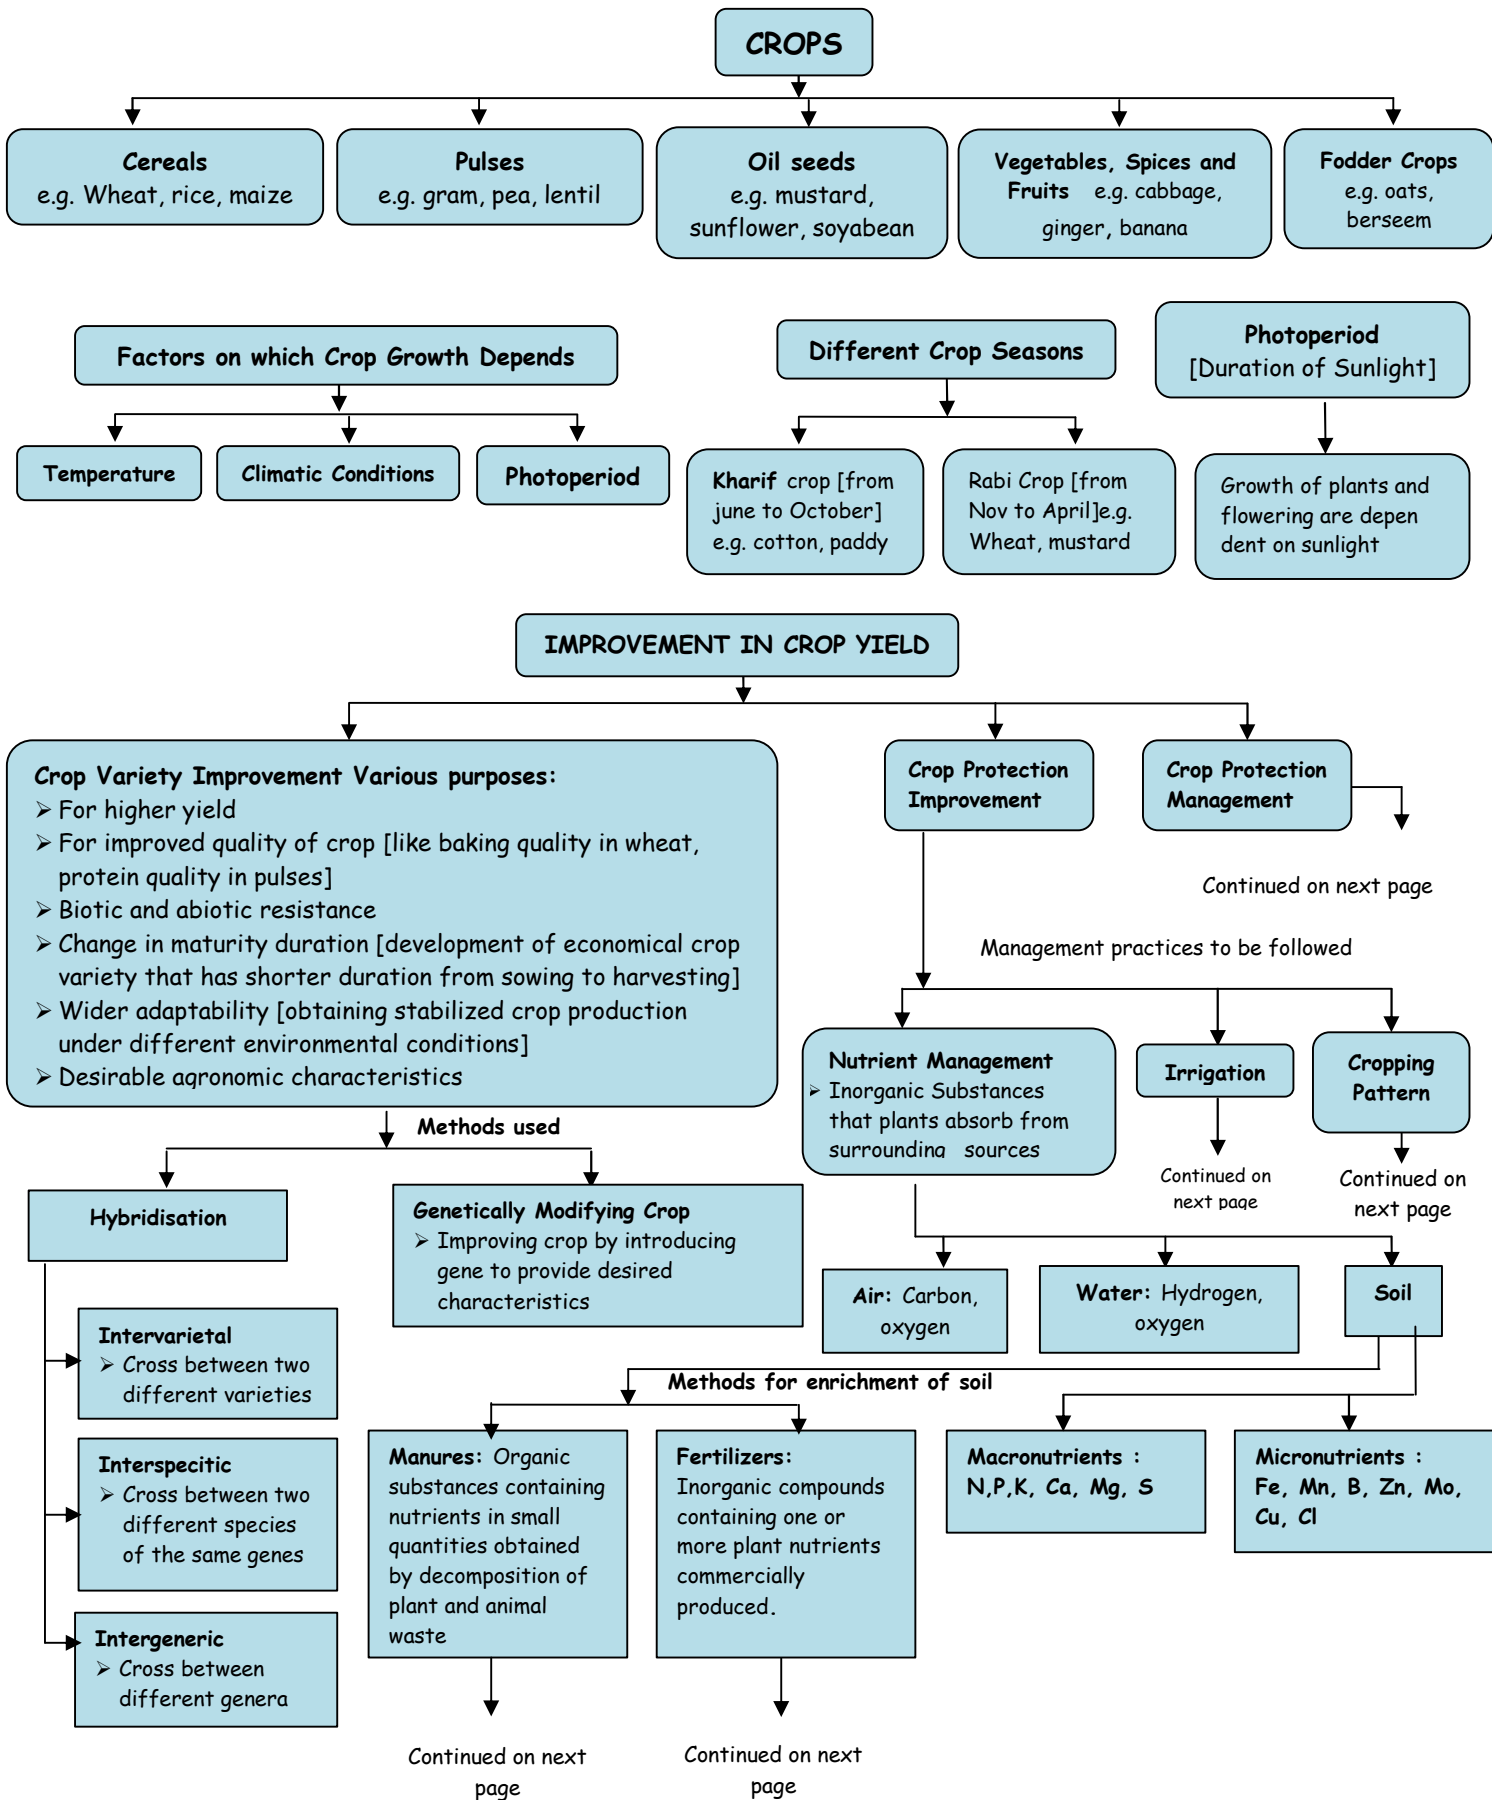 CROPS
Cereals
e.g. Wheat, rice, maize
Pulses
e.g. gram, pea, lentil
Oil seeds
e.g. mustard,
sunflower, soyabean
Vegetables, Spices and
Fruits e.g. cabbage,
ginger, banana
Fodder Crops
e.g. oats,
berseem
Factors on which Crop Growth Depends
Temperature
Climatic Conditions
Photoperiod
Different Crop Seasons
Kharif crop [from
june to October]
e.g. cotton, paddy
Rabi Crop [from
Nov to April]e.g.
Wheat, mustard
Photoperiod
[Duration of Sunlight]
Growth of plants and
flowering are depen
dent on sunlight
IMPROVEMENT IN CROP YIELD
Crop Variety Improvement Various purposes:
➢ For higher yield
➢ For improved quality of crop [like baking quality in wheat,
protein quality in pulses]
➢ Biotic and abiotic resistance
➢ Change in maturity duration [development of economical crop
variety that has shorter duration from sowing to harvesting]
➢ Wider adaptability [obtaining stabilized crop production
under different environmental conditions]
➢ Desirable agronomic characteristics
Crop Protection
Improvement
Crop Protection
Management
Continued on next page
Management practices to be followed
Nutrient Management
➢ Inorganic Substances
that plants absorb from
surrounding sources
Irrigation
Continued on
next page
Cropping
Pattern
Continued on
next page
Methods used
Hybridisation
Genetically Modifying Crop
➢ Improving crop by introducing
gene to provide desired
characteristics
Air: Carbon,
oxygen
Water: Hydrogen,
oxygen
Soil
Intervarietal
➢ Cross between two
different varieties
Interspecitic
➢ Cross between two
different species
of the same genes
Intergeneric
➢ Cross between
different genera
Methods for enrichment of soil
Manures: Organic
substances containing
nutrients in small
quantities obtained
by decomposition of
plant and animal
waste
Continued on next
page
Fertilizers:
Inorganic compounds
containing one or
more plant nutrients
commercially
produced.
Continued on next
page
Macronutrients :
N,P,K, Ca, Mg, S
Micronutrients :
Fe, Mn, B, Zn, Mo,
Cu, Cl